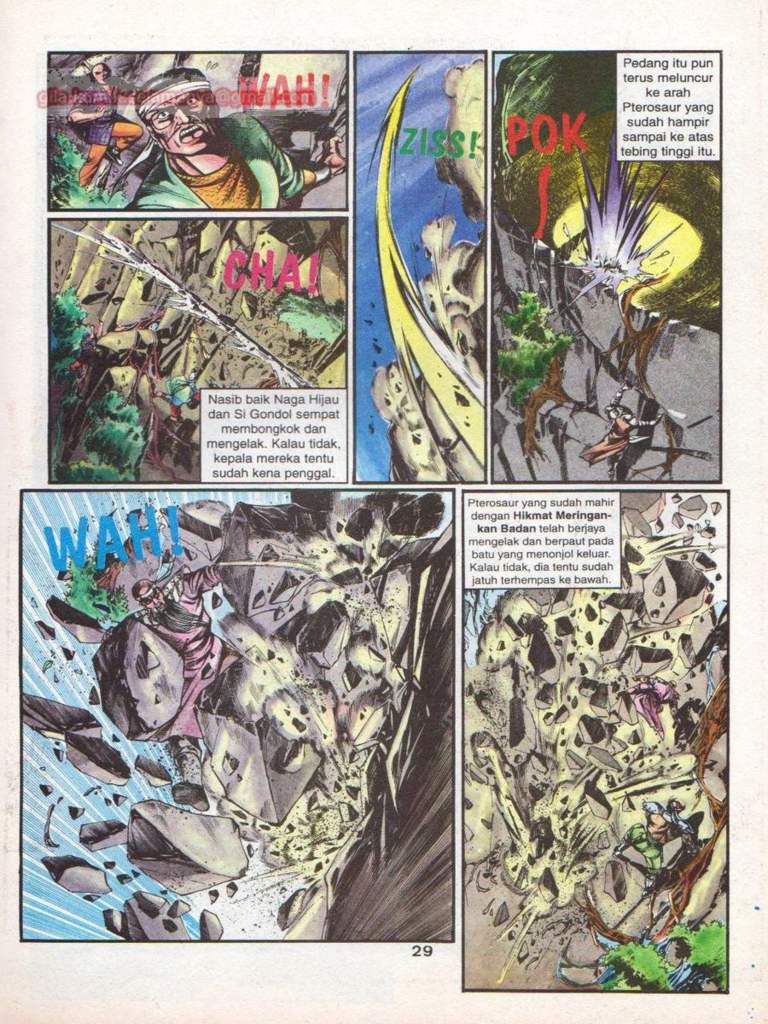 WAH!
CHA!
Nasib baik Naga Hijau
dan Si Gondol sempat
membongkok dan
mengelak. Kalau tidak,
kepala mereka tentu
sudah kena penggal.
ZISS!
POK
Pedang itu pun
terus meluncur
ke arah
Pterosaur yang
sudah hampir
sampai ke atas
tebing tinggi itu.
WAH!
Pterosaur yang sudah mahir
dengan Hikmat Meringan-
kan Badan telah berjaya
mengelak dan berpaut pada
batu yang menonjol keluar.
Kalau tidak, dia tentu sudah
jatuh terhempas ke bawah.
29